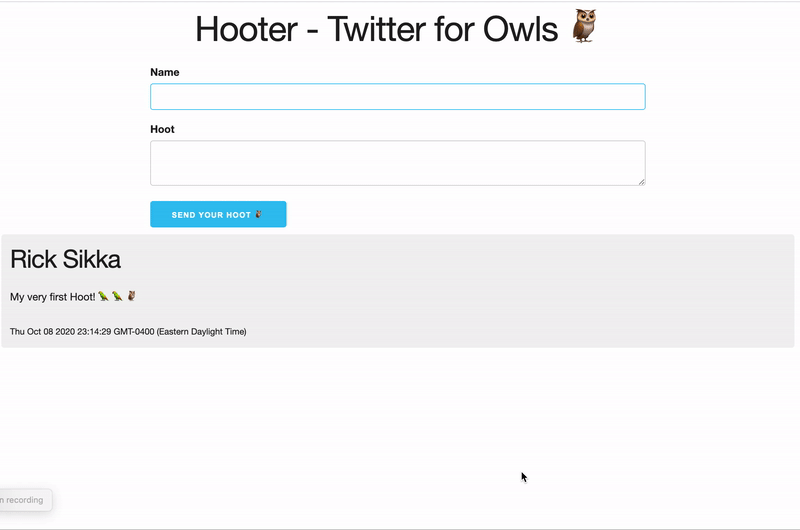 Hooter - Twitter for Owls 🦉
Name
Hoot
SEND YOUR HOOT 🦉
Rick Sikka
My very first Hoot! 🦜 🦜 🦉
Thu Oct 08 2020 23:14:29 GMT-0400 (Eastern Daylight Time)
recording